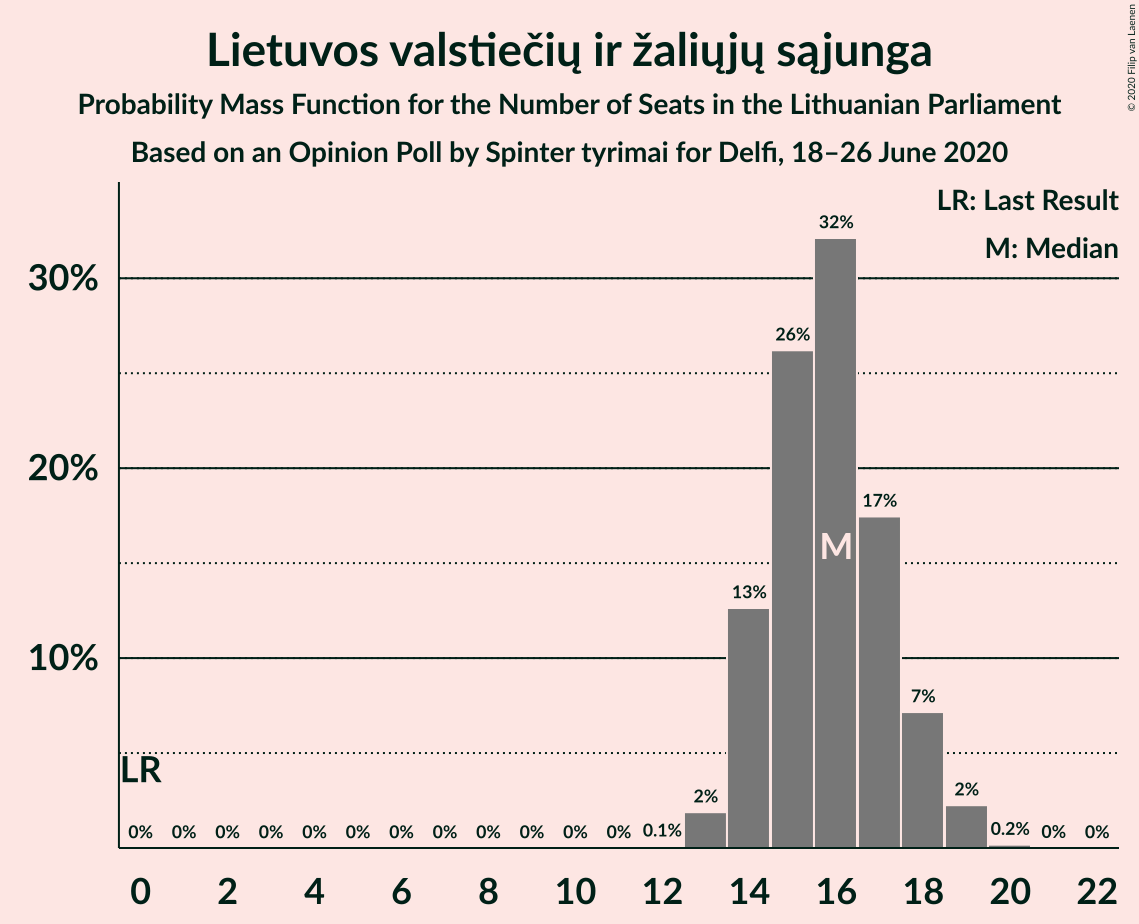 Lietuvos valstiečių ir žaliųjų sąjunga
Probability Mass Function for the Number of Seats in the Lithuanian Parliament
Based on an Opinion Poll by Spinter tyrimai for Delfi, 18–26 June 2020
© 2020 Filip van Laenen
LR: Last Result
M: Median
32%
30%
26%
20%
17%
M
13%
10%
7%
LR
2%
2%
0% 0% 0% 0% 0% 0% 0% 0% 0% 0% 0% 0% 0.1% 0.2% 0% 0%
0 2 4 6 8 10 12 14 16 18 20 22